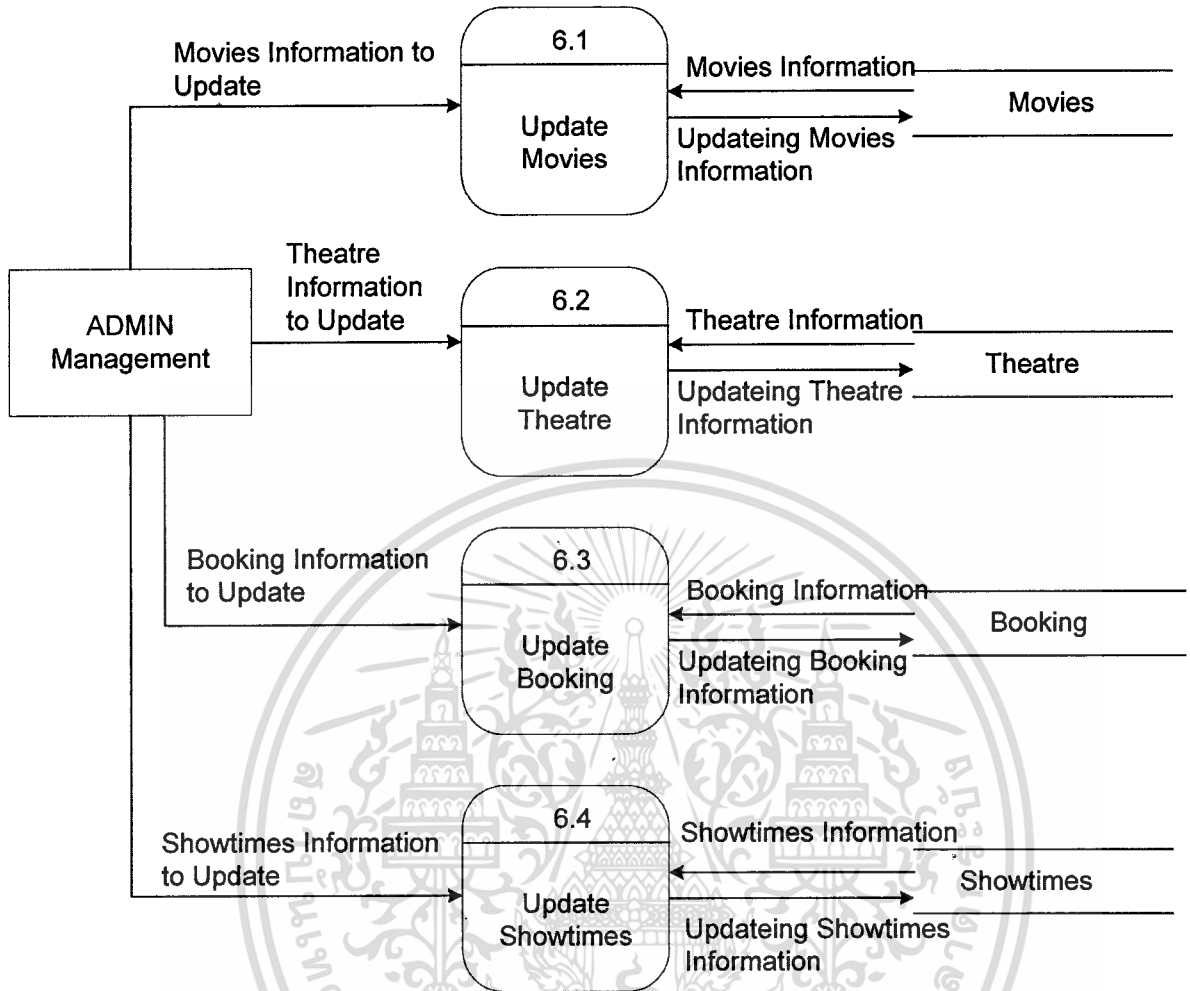 6.1
Movies Information to
Update
Update
Movies
Movies Information
Updateing Movies
Information
Movies
ADMIN
Management
Theatre
Information
to Update
6.2
Update
Theatre
Theatre Information
Updateing Theatre
Information
Theatre
Booking Information
to Update
6.3
Update
Booking
Booking Information
Updateing Booking
Information
Booking
Showtimes Information
to Update
6.4
Update
Showtimes
Showtimes Information
Updateing Showtimes
Information
Showtimes